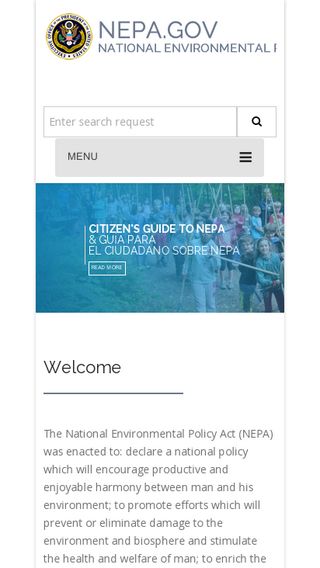 NEPA.GOV
NATIONAL ENVIRONMENTAL
Enter search request
MENU
CITIZEN'S GUIDE TO NEPA
& GUIA PARA
EL CIUDADANO SOBRE NEPA
READ MORE
Welcome
The National Environmental Policy Act (NEPA)
was enacted to: declare a national policy
which will encourage productive and
enjoyable harmony between man and his
environment; to promote efforts which will
prevent or eliminate damage to the
environment and biosphere and stimulate
the health and welfare of man; to enrich the